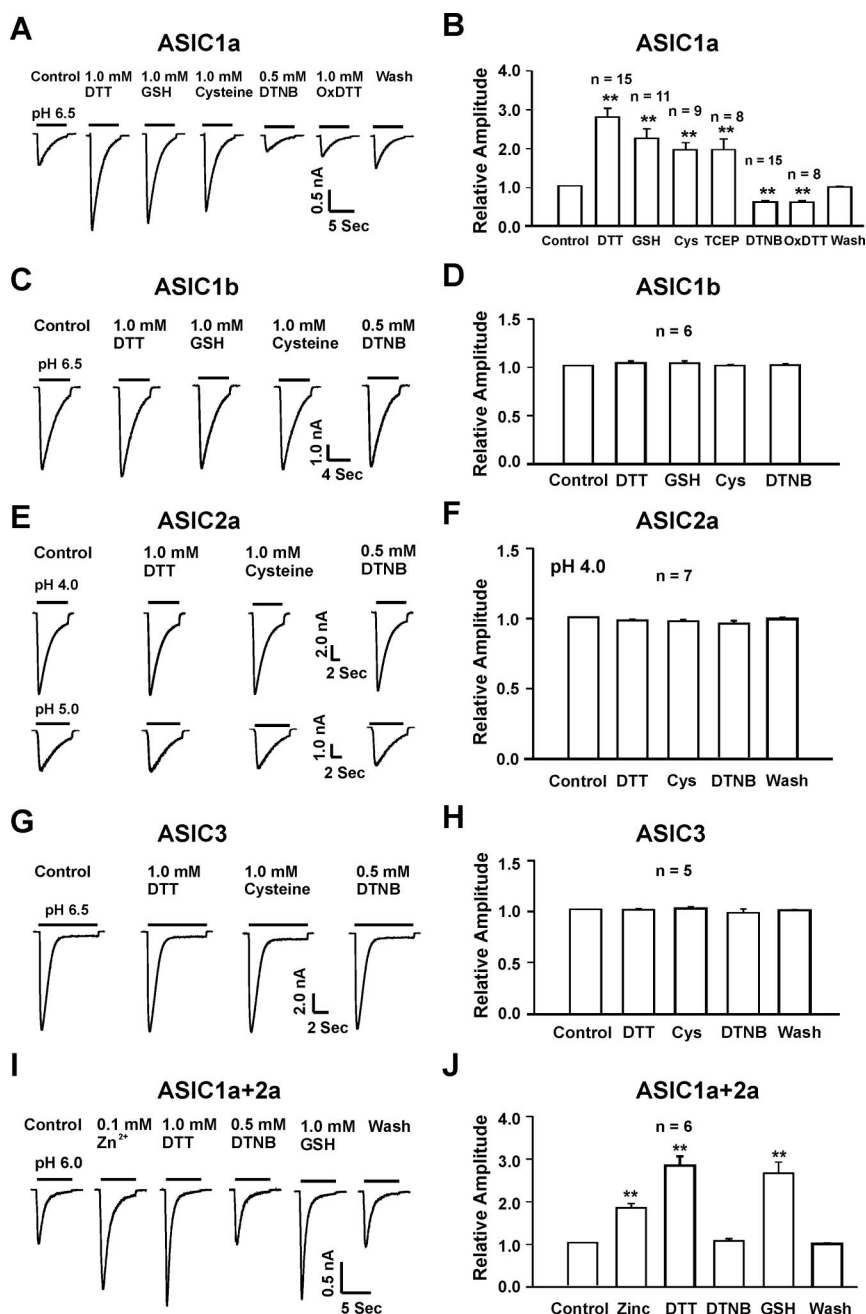 A
ASIC1a
Control 1.0 mM 1.0 mM 1.0 mM 0.5 mM 1.0 mM Wash
DTT GSH Cysteine DTNB OxDTT
pH 6.5
0.5 nA
5 Sec
B
ASIC1a
Relative Amplitude
4.0
3.0
2.0
1.0
0.0
n = 15
**
n = 11
**
n = 9
**
n = 8
**
n = 15
**
n = 8
**
Control DTT GSH Cys TCEP DTNB OxDTT Wash
C
ASIC1b
Control 1.0 mM 1.0 mM 1.0 mM 0.5 mM
DTT GSH Cysteine DTNB
pH 6.5
1.0 nA
4 Sec
D
ASIC1b
Relative Amplitude
1.5
1.0
0.5
0.0
n = 6
Control DTT GSH Cys DTNB
E
ASIC2a
Control 1.0 mM 1.0 mM 0.5 mM
DTT Cysteine DTNB
pH 4.0
2.0 nA
2 Sec
pH 5.0
1.0 nA
2 Sec
F
ASIC2a
Relative Amplitude
1.5
1.0
0.5
0.0
pH 4.0
n = 7
Control DTT Cys DTNB Wash
G
ASIC3
Control 1.0 mM 1.0 mM 0.5 mM
DTT Cysteine DTNB
pH 6.5
2.0 nA
2 Sec
H
ASIC3
Relative Amplitude
1.5
1.0
0.5
0.0
n = 5
Control DTT Cys DTNB Wash
I
ASIC1a+2a
Control 0.1 mM 1.0 mM 0.5 mM 1.0 mM Wash
Zn²⁺ DTT DTNB GSH
pH 6.0
0.5 nA
5 Sec
J
ASIC1a+2a
Relative Amplitude
4.0
3.0
2.0
1.0
0.0
n = 6
**
**
**
Control Zinc DTT DTNB GSH Wash